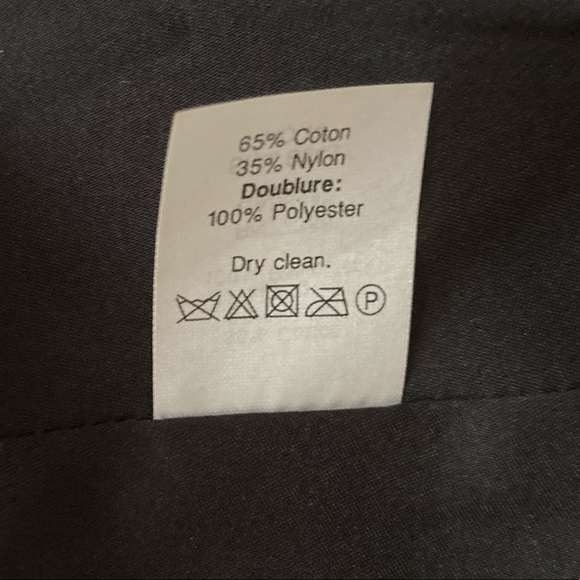 65% Coton
35% Nylon
Doublure:
100% Polyester
Dry clean.
P